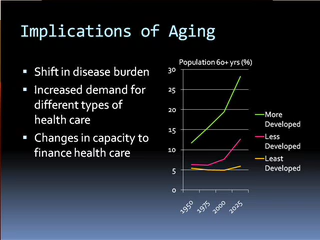 Implications of Aging
Shift in disease burden
Increased demand for
different types of
health care
Changes in capacity to
finance health care
Population 60+ yrs (%)
30
25
20
15
10
5
0
1950
1975
2000
2025
More
Developed
Less
Developed
Least
Developed